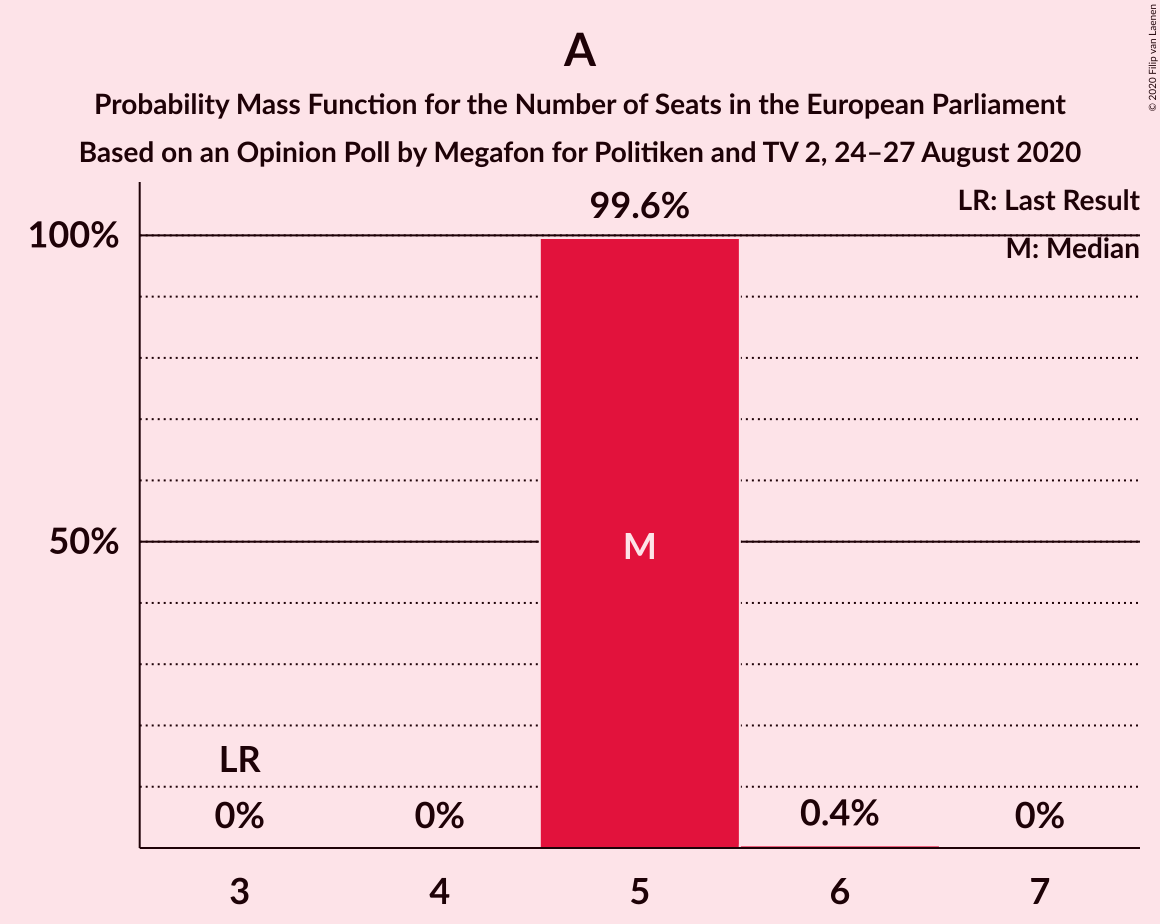 A
Probability Mass Function for the Number of Seats in the European Parliament
Based on an Opinion Poll by Megafon for Politiken and TV 2, 24–27 August 2020
© 2020 Filip van Laenen
LR: Last Result
M: Median
99.6%
100%
50%
M
LR
0%
0%
0.4%
0%
3
4
5
6
7